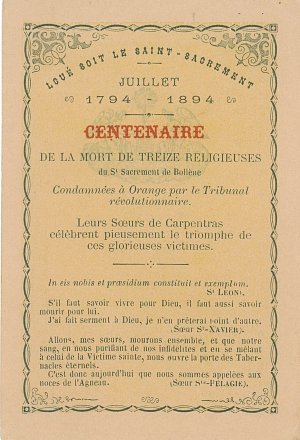 LOUÉ SOIT LE SAINT-SACREMENT
JUILLET
1794 - 1894
CENTENAIRE
DE LA MORT DE TREIZE RELIGIEUSES
du St Sacrement de Bollène
Condamnées à Orange par le Tribunal
révolutionnaire.
Leurs Sœurs de Carpentras
célèbrent pieusement le triomphe de
ces glorieuses victimes.
In eis nobis et præsidium constituit et exemplum.
St LÉON.
S'il faut savoir vivre pour Dieu, il faut aussi savoir
mourir pour lui.
J'ai fait serment à Dieu, je n'en prêterai point d'autre.
(Sœur St-XAVIER.)
Allons, mes sœurs, mourons ensemble, et que notre
sang, en nous purifiant de nos infidélités et en se mêlant
à celui de la Victime sainte, nous ouvre la porte des Taber-
nacles éternels.
C'est donc aujourd'hui que nous sommes appelées aux
noces de l'Agneau. (Sœur Ste-PÉLAGIE.)